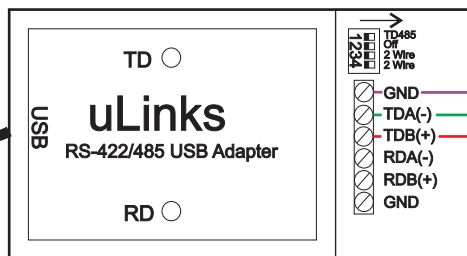 TD
uLinks
RS-422/485 USB Adapter
RD
USB
1 TD485
2 Off
3 2 Wire
4 2 Wire
GND
TDA(-)
TDB(+)
RDA(-)
RDB(+)
GND